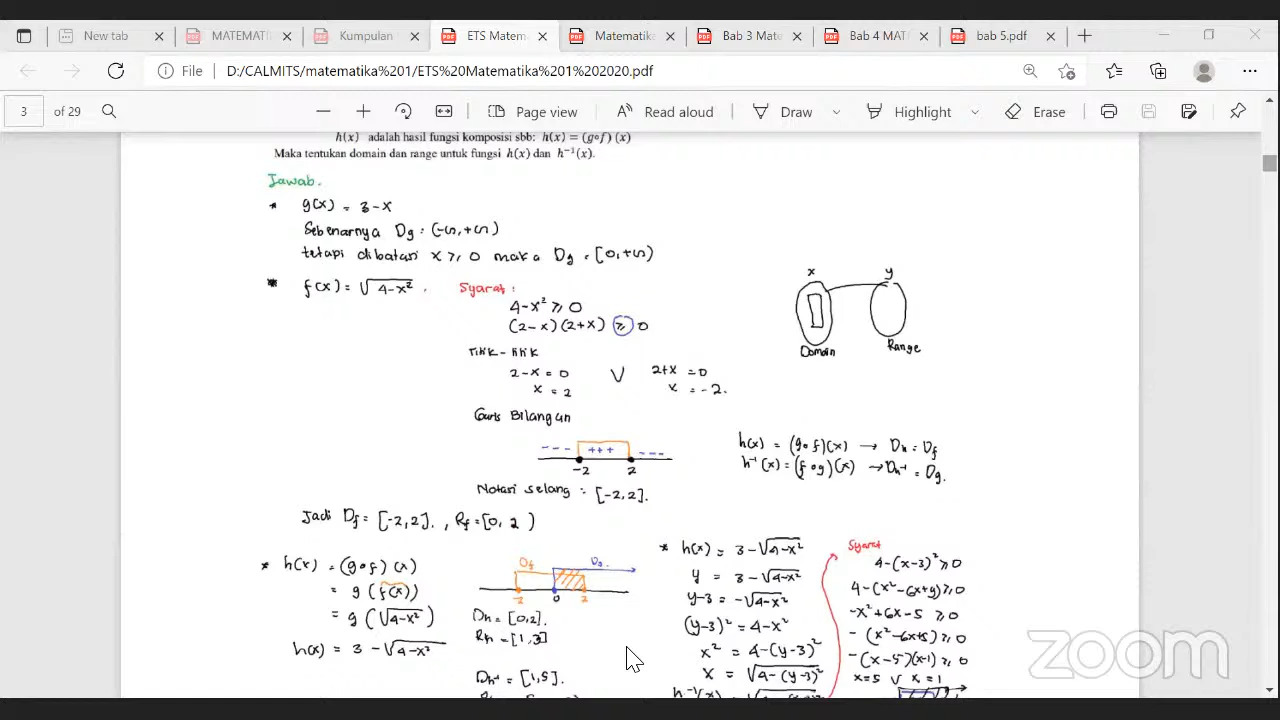 New tab
MATEMATI
Kumpulan
ETS Matem
Matematika
Bab 3 Mate
Bab 4 MAT
bab 5.pdf
File
D:/CALMITS/matematika%201/ETS%20Matematika%201%202020.pdf
3 of 29
Page view
Read aloud
Draw
Highlight
Erase
h(x) adalah hasil fungsi komposisi sbb: h(x) = (g∘f)(x)
Maka tentukan domain dan range untuk fungsi h(x) dan h⁻¹(x).
Jawab.
* g(x) = 3-x
Sebenarnya Dg = (-∞, +∞)
tetapi dibatasi x ≥ 0 maka Dg = [0, +∞)
* f(x) = √4-x² .
Syarat :
4-x² ≥ 0
(2-x)(2+x) ≥ 0
Titik-titik
2-x = 0 V 2+x = 0
x = 2 x = -2.
Garis Bilangan
--- +++ ---
-2 2
Notasi selang : [-2,2].
Jadi Df = [-2,2]. , Rf = [0, 2)
x y
Domain Range
h(x) = (g∘f)(x) → Dh = Df
h⁻¹(x) = (f∘g)(x) → Dh⁻¹ = Dg.
* h(x) = (g∘f)(x)
= g(f(x))
= g(√4-x²)
h(x) = 3 - √4-x²
Df Dg.
-2 0 2
Dh = [0,2].
Rh = [1,3]
Dh⁻¹ = [1,5].
* h(x) = 3 - √4-x²
y = 3 - √4-x²
y-3 = -√4-x²
(y-3)² = 4-x²
x² = 4-(y-3)²
x = √4-(y-3)²
Syarat
4-(x-3)² ≥ 0
4-(x²-6x+9) ≥ 0
-x²+6x-5 ≥ 0
-(x²-6x+5) ≥ 0
-(x-5)(x-1) ≥ 0
x=5 V x=1
zoom